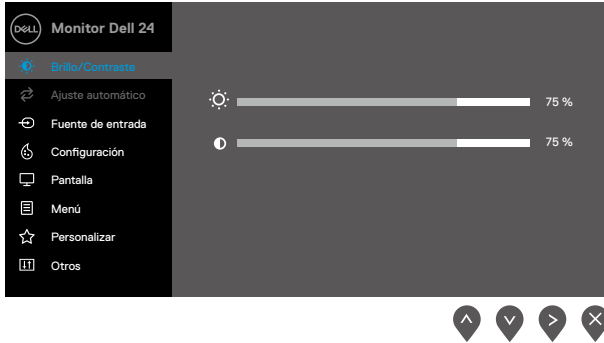 DELL Monitor Dell 24
Brillo/Contraste
Ajuste automático
Fuente de entrada
Configuración
Pantalla
Menú
Personalizar
Otros
75 %
75 %